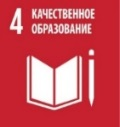 4 КАЧЕСТВЕННОЕ
ОБРАЗОВАНИЕ